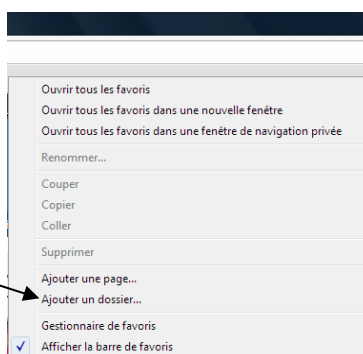 Ouvrir tous les favoris
Ouvrir tous les favoris dans une nouvelle fenêtre
Ouvrir tous les favoris dans une fenêtre de navigation privée
Renommer...
Couper
Copier
Coller
Supprimer
Ajouter une page...
Ajouter un dossier...
Gestionnaire de favoris
Afficher la barre de favoris